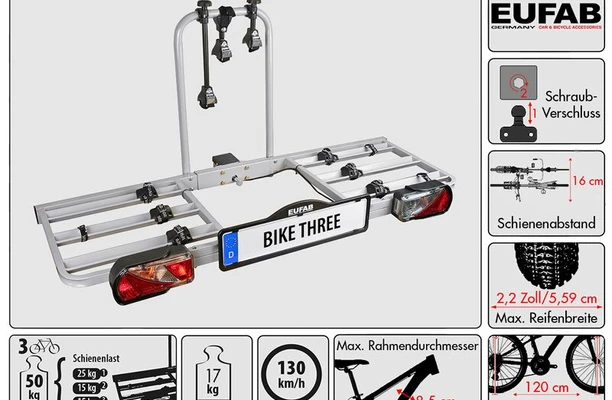 EUFAB
GERMANY CAR & BICYCLE ACCESSORIES
2
1
Schraub-
Verschluss
16 cm
Schienenabstand
2,2 Zoll/5,59 cm
Max. Reifenbreite
EUFAB
D
BIKE THREE
3
50
kg
Schienenlast
25 kg 1
15 kg 2
17
kg
130
km/h
Max. Rahmendurchmesser
120 cm